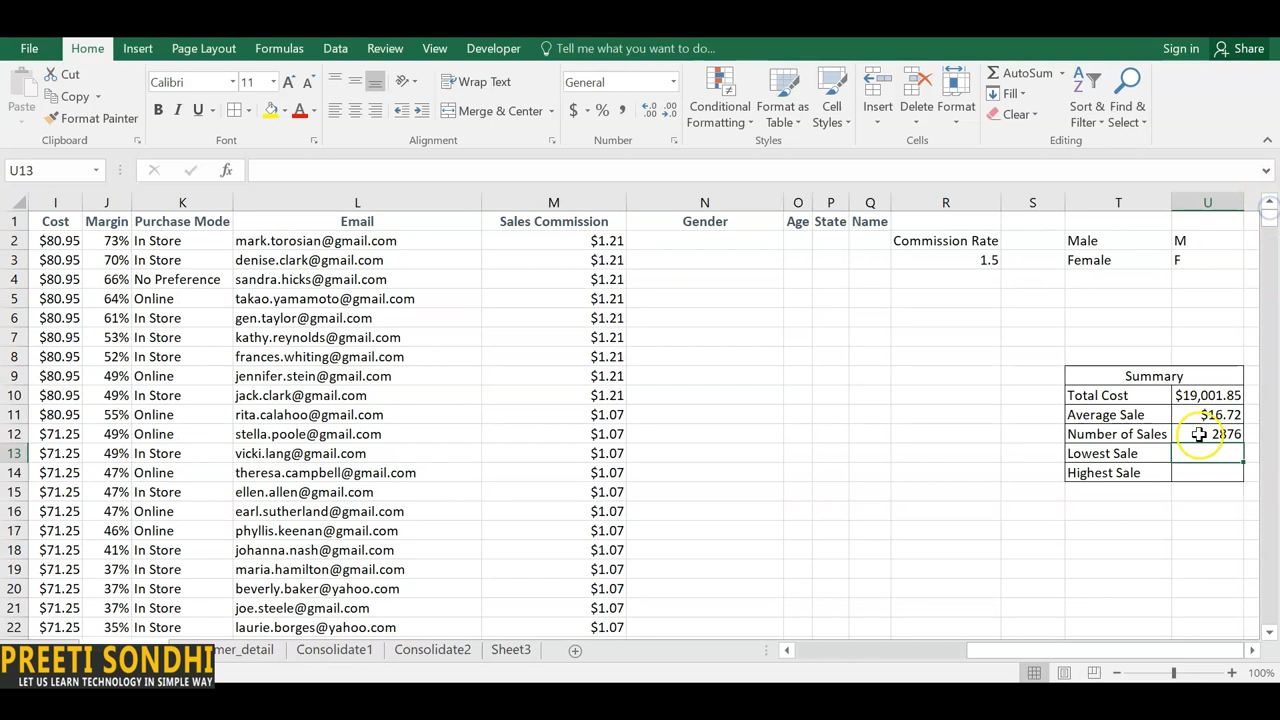 File Home Insert Page Layout Formulas Data Review View Developer Tell me what you want to do... Sign in Share
Paste Cut Copy Format Painter Clipboard
Calibri 11 B I U Font
Wrap Text Merge & Center Alignment
General $ % Number
Conditional Formatting Format as Table Cell Styles Styles
Insert Delete Format Cells
AutoSum Fill Clear Sort & Filter Find & Select Editing
U13 fx
I J K L M N O P Q R S T U
1 Cost Margin Purchase Mode Email Sales Commission Gender Age State Name
2 $80.95 73% In Store mark.torosian@gmail.com $1.21 Commission Rate Male M
3 $80.95 70% In Store denise.clark@gmail.com $1.21 1.5 Female F
4 $80.95 66% No Preference sandra.hicks@gmail.com $1.21
5 $80.95 64% Online takao.yamamoto@gmail.com $1.21
6 $80.95 61% In Store gen.taylor@gmail.com $1.21
7 $80.95 53% In Store kathy.reynolds@gmail.com $1.21
8 $80.95 52% In Store frances.whiting@gmail.com $1.21
9 $80.95 49% Online jennifer.stein@gmail.com $1.21 Summary
10 $80.95 49% In Store jack.clark@gmail.com $1.21 Total Cost $19,001.85
11 $80.95 55% Online rita.calahoo@gmail.com $1.07 Average Sale $16.72
12 $71.25 49% Online stella.poole@gmail.com $1.07 Number of Sales 2876
13 $71.25 49% In Store vicki.lang@gmail.com $1.07 Lowest Sale
14 $71.25 47% Online theresa.campbell@gmail.com $1.07 Highest Sale
15 $71.25 47% In Store ellen.allen@gmail.com $1.07
16 $71.25 47% Online earl.sutherland@gmail.com $1.07
17 $71.25 46% Online phyllis.keenan@gmail.com $1.07
18 $71.25 41% In Store johanna.nash@gmail.com $1.07
19 $71.25 37% In Store maria.hamilton@gmail.com $1.07
20 $71.25 37% In Store beverly.baker@yahoo.com $1.07
21 $71.25 37% In Store joe.steele@gmail.com $1.07
22 $71.25 35% In Store laurie.borges@yahoo.com $1.07
mer_detail Consolidate1 Consolidate2 Sheet3
PREETI SONDHI
LET US LEARN TECHNOLOGY IN SIMPLE WAY
100%